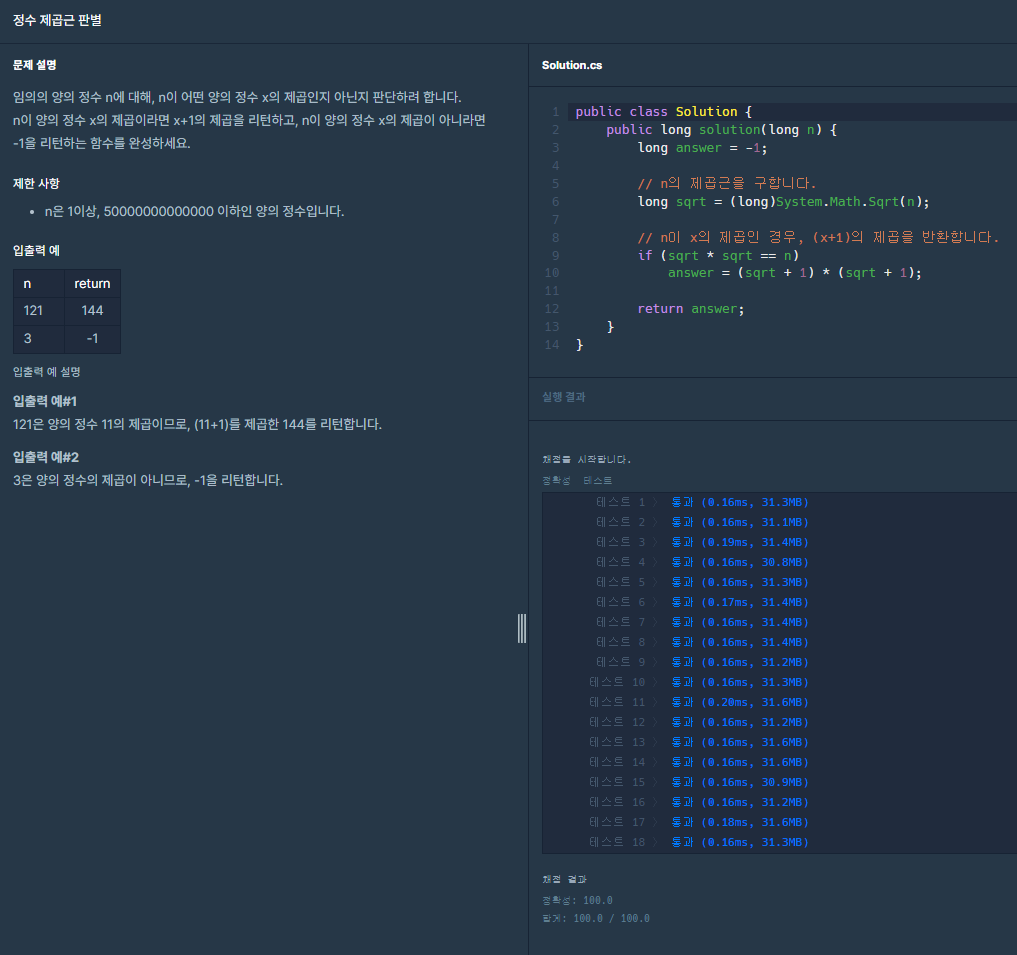 정수 제곱근 판별
문제 설명
임의의 양의 정수 n에 대해, n이 어떤 양의 정수 x의 제곱인지 아닌지 판단하려 합니다.
n이 양의 정수 x의 제곱이라면 x+1의 제곱을 리턴하고, n이 양의 정수 x의 제곱이 아니라면
-1을 리턴하는 함수를 완성하세요.
제한 사항
• n은 1이상, 50000000000000 이하인 양의 정수입니다.
입출력 예
n return
121 144
3 -1
입출력 예 설명
입출력 예#1
121은 양의 정수 11의 제곱이므로, (11+1)를 제곱한 144를 리턴합니다.
입출력 예#2
3은 양의 정수의 제곱이 아니므로, -1을 리턴합니다.
Solution.cs
1 public class Solution {
2     public long solution(long n) {
3         long answer = -1;
4
5         // n의 제곱근을 구합니다.
6         long sqrt = (long)System.Math.Sqrt(n);
7
8         // n이 x의 제곱인 경우, (x+1)의 제곱을 반환합니다.
9         if (sqrt * sqrt == n)
10             answer = (sqrt + 1) * (sqrt + 1);
11
12         return answer;
13     }
14 }
실행 결과
채점을 시작합니다.
정확성 테스트
테스트 1 > 통과 (0.16ms, 31.3MB)
테스트 2 > 통과 (0.16ms, 31.1MB)
테스트 3 > 통과 (0.19ms, 31.4MB)
테스트 4 > 통과 (0.16ms, 30.8MB)
테스트 5 > 통과 (0.16ms, 31.3MB)
테스트 6 > 통과 (0.17ms, 31.4MB)
테스트 7 > 통과 (0.16ms, 31.4MB)
테스트 8 > 통과 (0.16ms, 31.4MB)
테스트 9 > 통과 (0.16ms, 31.2MB)
테스트 10 > 통과 (0.16ms, 31.3MB)
테스트 11 > 통과 (0.20ms, 31.6MB)
테스트 12 > 통과 (0.16ms, 31.2MB)
테스트 13 > 통과 (0.16ms, 31.6MB)
테스트 14 > 통과 (0.16ms, 31.6MB)
테스트 15 > 통과 (0.16ms, 30.9MB)
테스트 16 > 통과 (0.16ms, 31.2MB)
테스트 17 > 통과 (0.18ms, 31.6MB)
테스트 18 > 통과 (0.16ms, 31.3MB)
채점 결과
정확성: 100.0
합계: 100.0 / 100.0